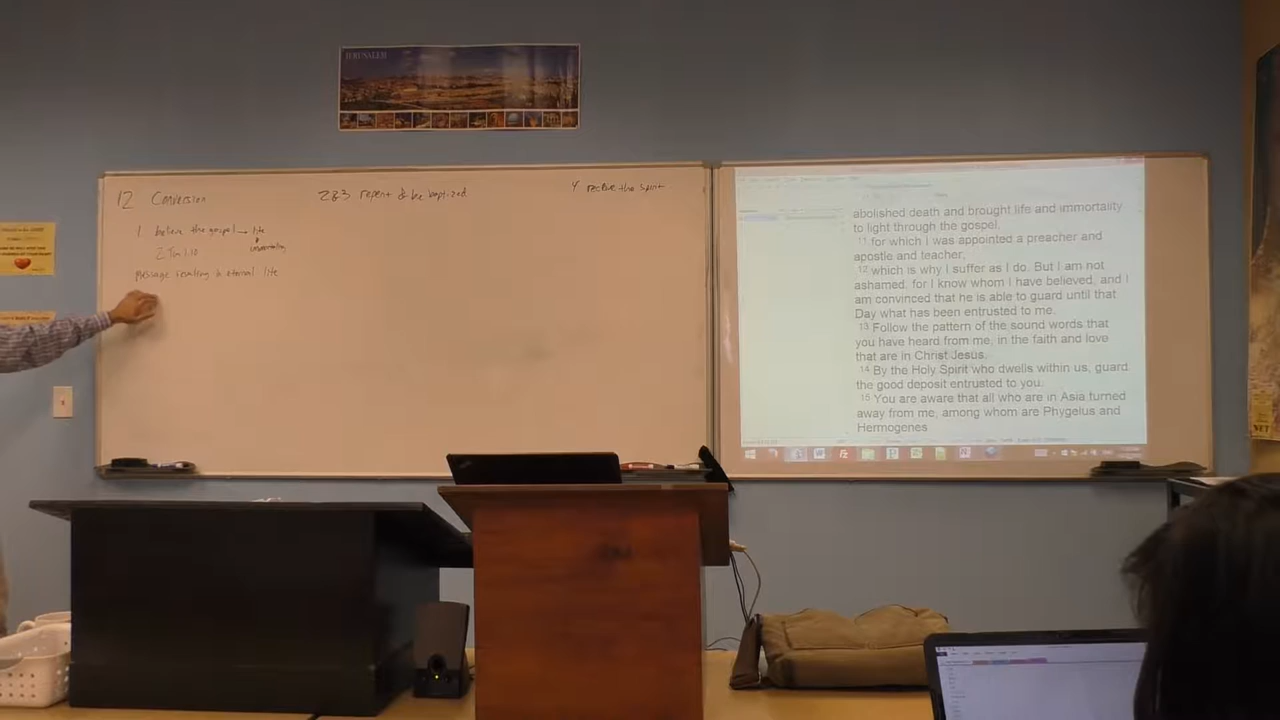 JERUSALEM
12 Conversion
2&3 repent & be baptized
4 receive the spirit
1 believe the gospel → life
& immortality
2 Tim 1.10
Message resulting in eternal life
abolished death and brought life and immortality
to light through the gospel,
11 for which I was appointed a preacher and
apostle and teacher,
12 which is why I suffer as I do. But I am not
ashamed, for I know whom I have believed, and I
am convinced that he is able to guard until that
Day what has been entrusted to me.
13 Follow the pattern of the sound words that
you have heard from me, in the faith and love
that are in Christ Jesus.
14 By the Holy Spirit who dwells within us, guard
the good deposit entrusted to you.
15 You are aware that all who are in Asia turned
away from me, among whom are Phygelus and
Hermogenes